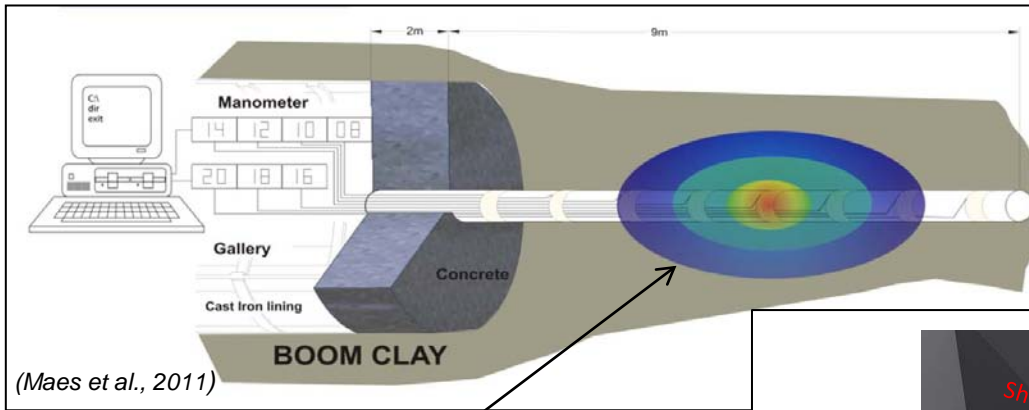 2m
9m
C:\
dir
exit
Manometer
14 12 10 08
20 18 16
Gallery
Concrete
Cast Iron lining
BOOM CLAY
(Maes et al., 2011)